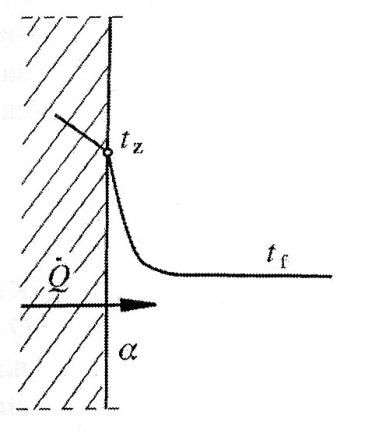 t_z
t_f
Q̇
α